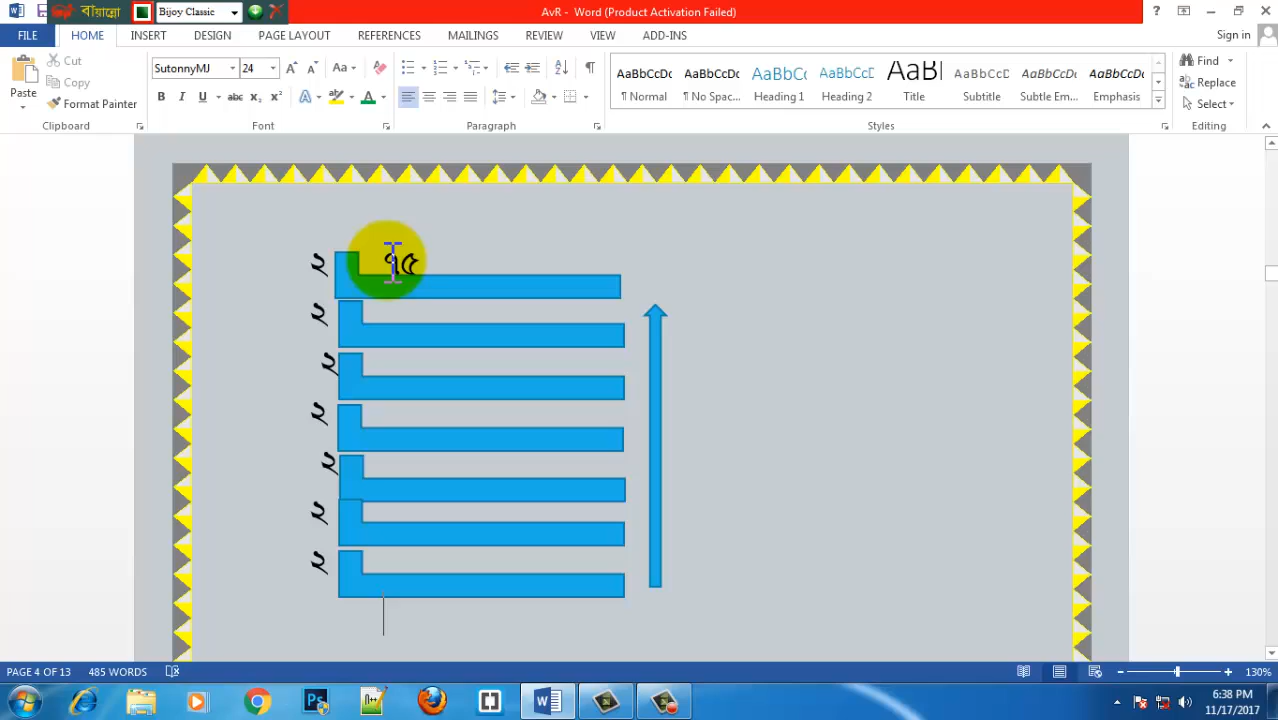 বায়ান্নো Bijoy Classic AvR - Word (Product Activation Failed)
FILE HOME INSERT DESIGN PAGE LAYOUT REFERENCES MAILINGS REVIEW VIEW ADD-INS Sign in
Cut
Copy
Format Painter
Paste
SutonnyMJ 24
AaBbCcDc AaBbCcDc AaBbCc AaBbCcD AaBl AaBbCcD AaBbCcDc AaBbCcDc
¶ Normal ¶ No Spac... Heading 1 Heading 2 Title Subtitle Subtle Em... Emphasis
Find
Replace
Select
Clipboard Font Paragraph Styles Editing
২ ৭৫
২
২
২
২
২
২
PAGE 4 OF 13 485 WORDS 130%
6:38 PM
11/17/2017